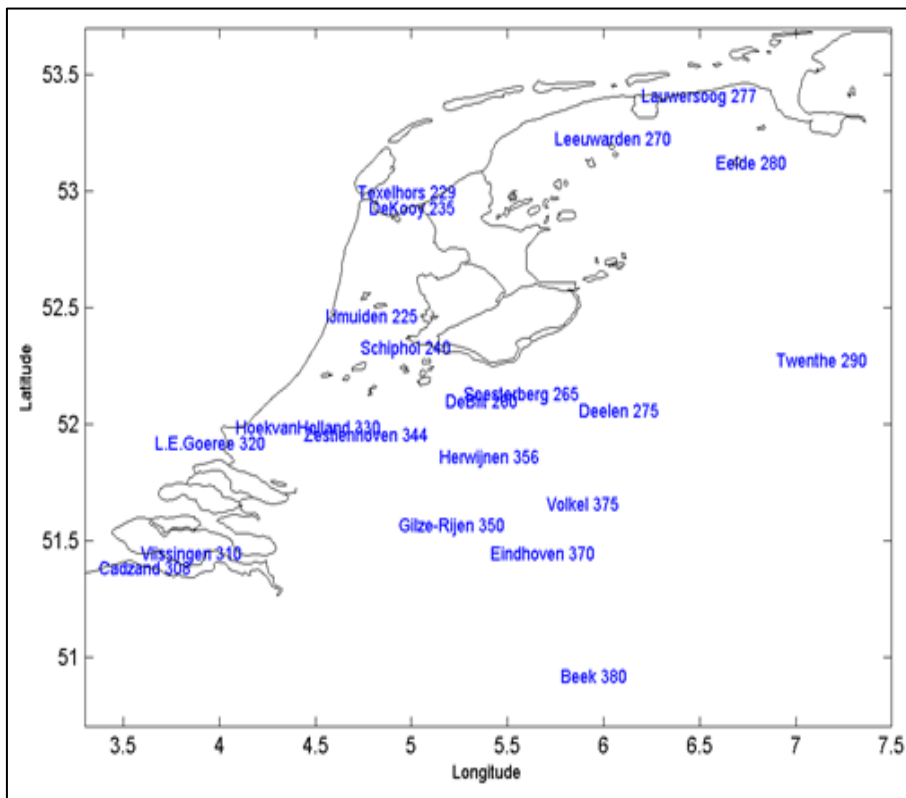 53.5
Lauwersoog 277
Leeuwarden 270
Eelde 280
53
Texelhors 229
DeKooy 235
52.5
IJmuiden 225
Schiphol 240
Twenthe 290
Latitude
Soesterberg 265
DeBilt 260
Deelen 275
52
HoekvanHolland 330
Zestienhoven 344
L.E.Goeree 320
Herwijnen 356
Volkel 375
Gilze-Rijen 350
51.5
Vlissingen 310
Eindhoven 370
Cadzand 308
51
Beek 380
3.5 4 4.5 5 5.5 6 6.5 7 7.5
Longitude